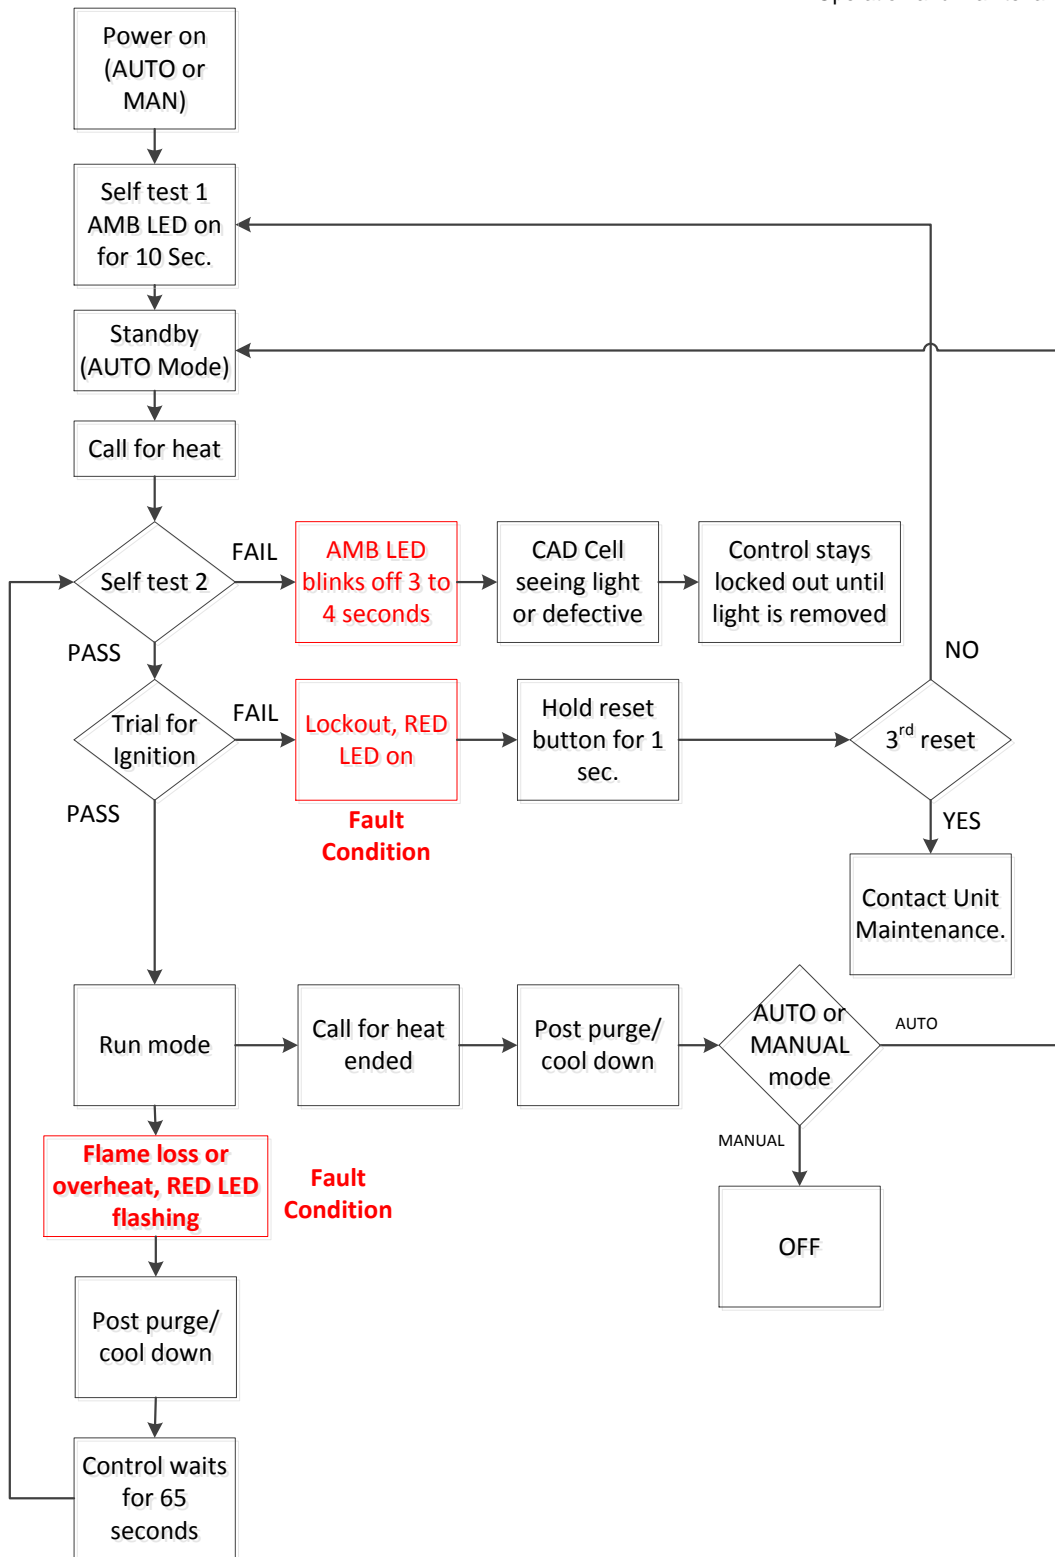 Power on
(AUTO or
MAN)
Self test 1
AMB LED on
for 10 Sec.
Standby
(AUTO Mode)
Call for heat
Self test 2
FAIL
AMB LED
blinks off 3 to
4 seconds
CAD Cell
seeing light
or defective
Control stays
locked out until
light is removed
PASS
Trial for
Ignition
FAIL
Lockout, RED
LED on
Fault
Condition
Hold reset
button for 1
sec.
3rd reset
NO
YES
Contact Unit
Maintenance.
PASS
Run mode
Call for heat
ended
Post purge/
cool down
AUTO or
MANUAL
mode
AUTO
MANUAL
OFF
Flame loss or
overheat, RED LED
flashing
Fault
Condition
Post purge/
cool down
Control waits
for 65
seconds